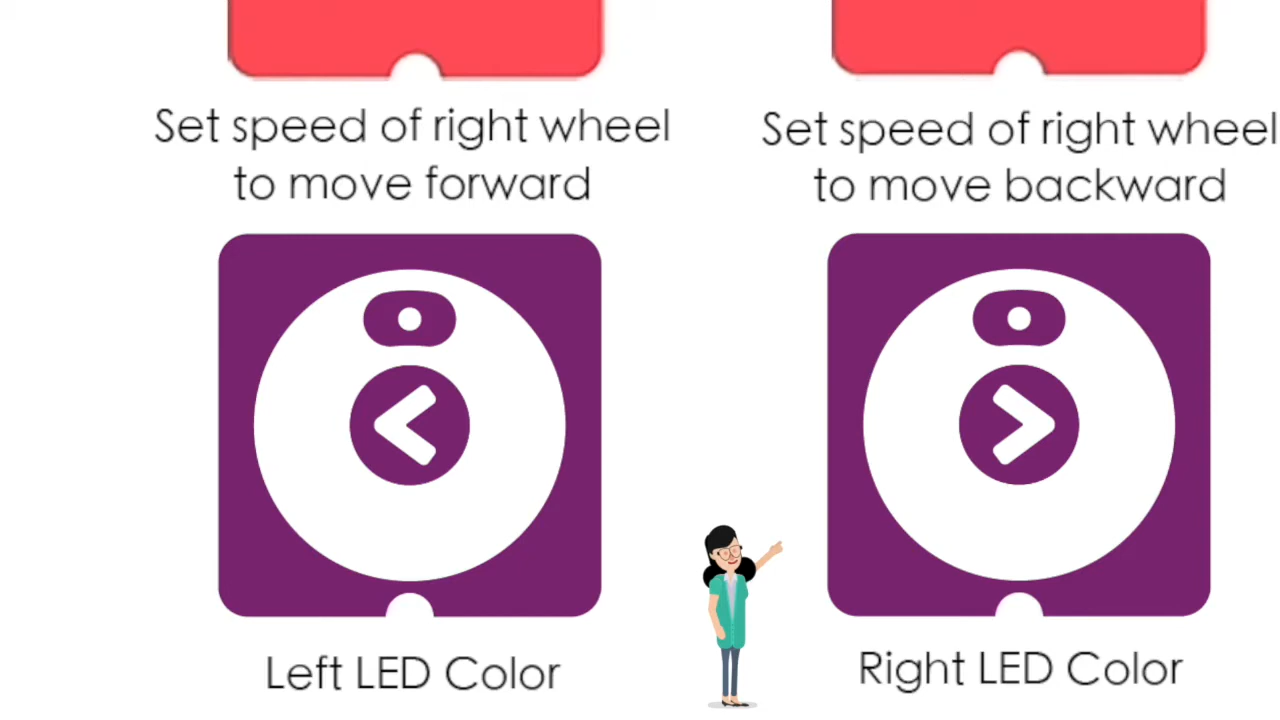 Set speed of right wheel
to move forward
Set speed of right wheel
to move backward
Left LED Color
Right LED Color